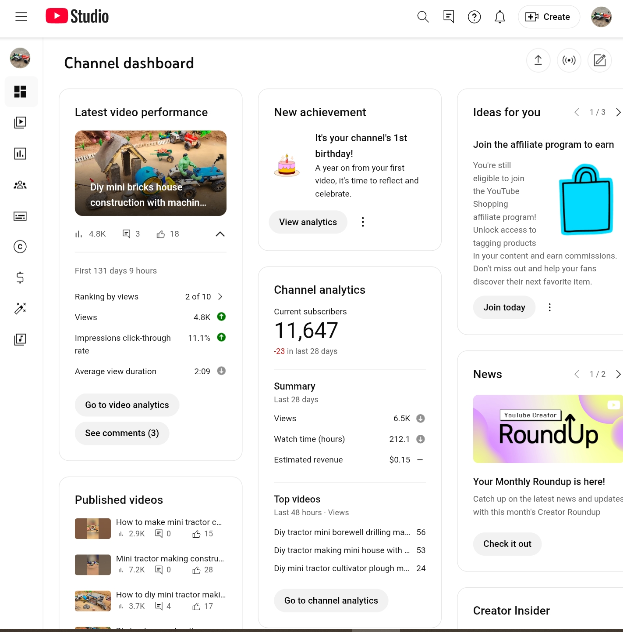 Studio
Create
Channel dashboard
Latest video performance
Diy mini bricks house
construction with machin...
4.8K
3
18
First 131 days 9 hours
Ranking by views
2 of 10
Views
4.8K
Impressions click-through
rate
11.1%
Average view duration
2:09
Go to video analytics
See comments (3)
Published videos
How to make mini tractor c...
2.9K
0
15
Mini tractor making constru...
7.2K
0
28
How to diy mini tractor maki...
3.7K
4
17
New achievement
It's your channel's 1st
birthday!
A year on from your first
video, it's time to reflect and
celebrate.
View analytics
Channel analytics
Current subscribers
11,647
-23 in last 28 days
Summary
Last 28 days
Views
6.5K
Watch time (hours)
212.1
Estimated revenue
$0.15
—
Top videos
Last 48 hours · Views
Diy tractor mini borewell drilling ma...
56
Diy tractor making mini house with ...
53
Diy mini tractor cultivator plough m...
24
Go to channel analytics
Ideas for you
1 / 3
Join the affiliate program to earn
You're still
eligible to join
the YouTube
Shopping
affiliate program!
Unlock access to
tagging products
in your content and earn commissions.
Don't miss out and help your fans
discover their next favorite item.
Join today
News
1 / 2
YouTube Creator
RoundUp
Your Monthly Roundup is here!
Catch up on the latest news and updates
with this month's Creator Roundup
Check it out
Creator Insider